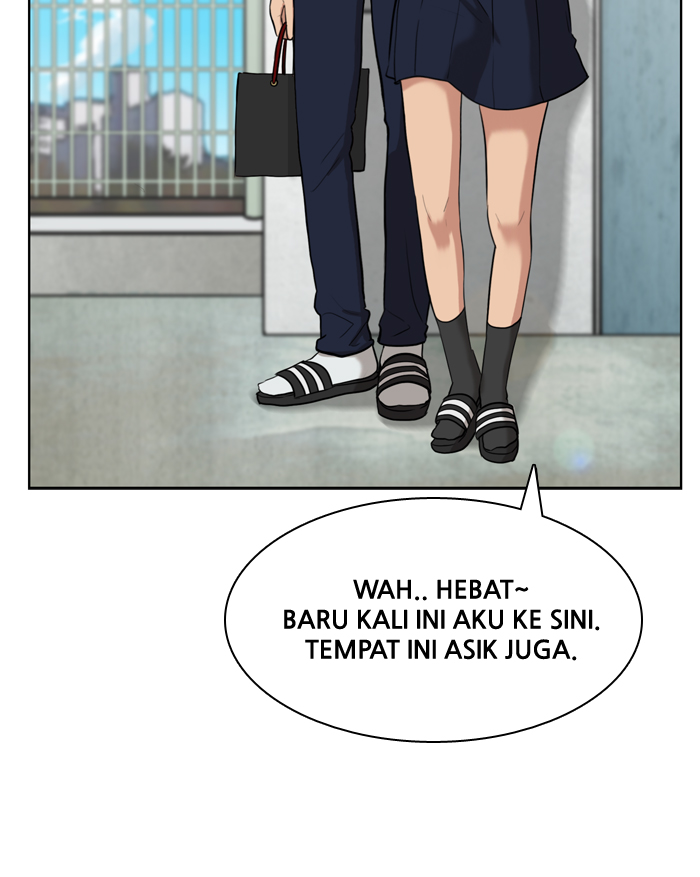 WAH.. HEBAT~
BARU KALI INI AKU KE SINI.
TEMPAT INI ASIK JUGA.